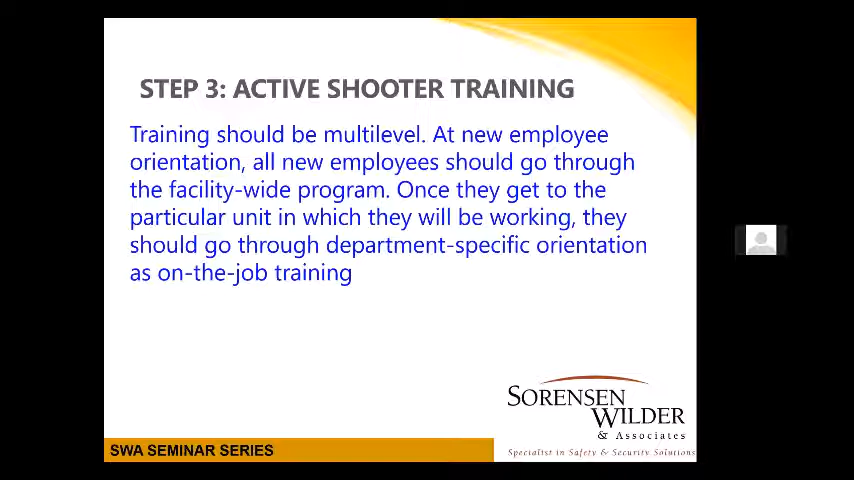 STEP 3: ACTIVE SHOOTER TRAINING
Training should be multilevel. At new employee
orientation, all new employees should go through
the facility-wide program. Once they get to the
particular unit in which they will be working, they
should go through department-specific orientation
as on-the-job training
SORENSEN
WILDER
& Associates
Specialist in Safety & Security Solutions
SWA SEMINAR SERIES